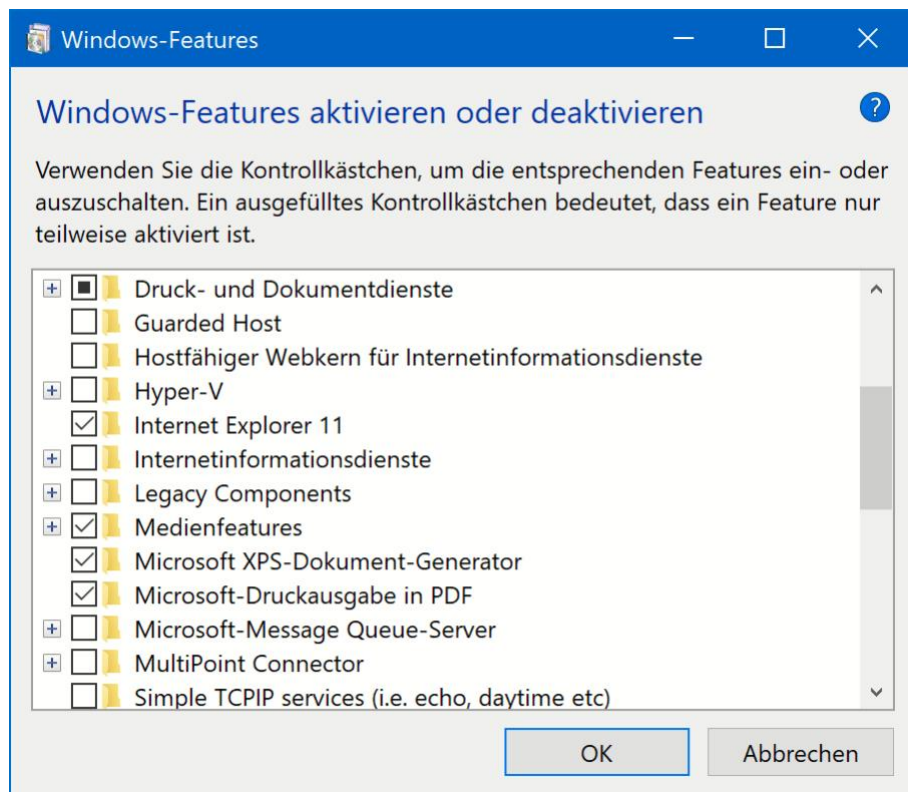 Windows-Features
Windows-Features aktivieren oder deaktivieren
?
Verwenden Sie die Kontrollkästchen, um die entsprechenden Features ein- oder
auszuschalten. Ein ausgefülltes Kontrollkästchen bedeutet, dass ein Feature nur
teilweise aktiviert ist.
Druck- und Dokumentdienste
Guarded Host
Hostfähiger Webkern für Internetinformationsdienste
Hyper-V
Internet Explorer 11
Internetinformationsdienste
Legacy Components
Medienfeatures
Microsoft XPS-Dokument-Generator
Microsoft-Druckausgabe in PDF
Microsoft-Message Queue-Server
MultiPoint Connector
Simple TCPIP services (i.e. echo, daytime etc)
OK
Abbrechen